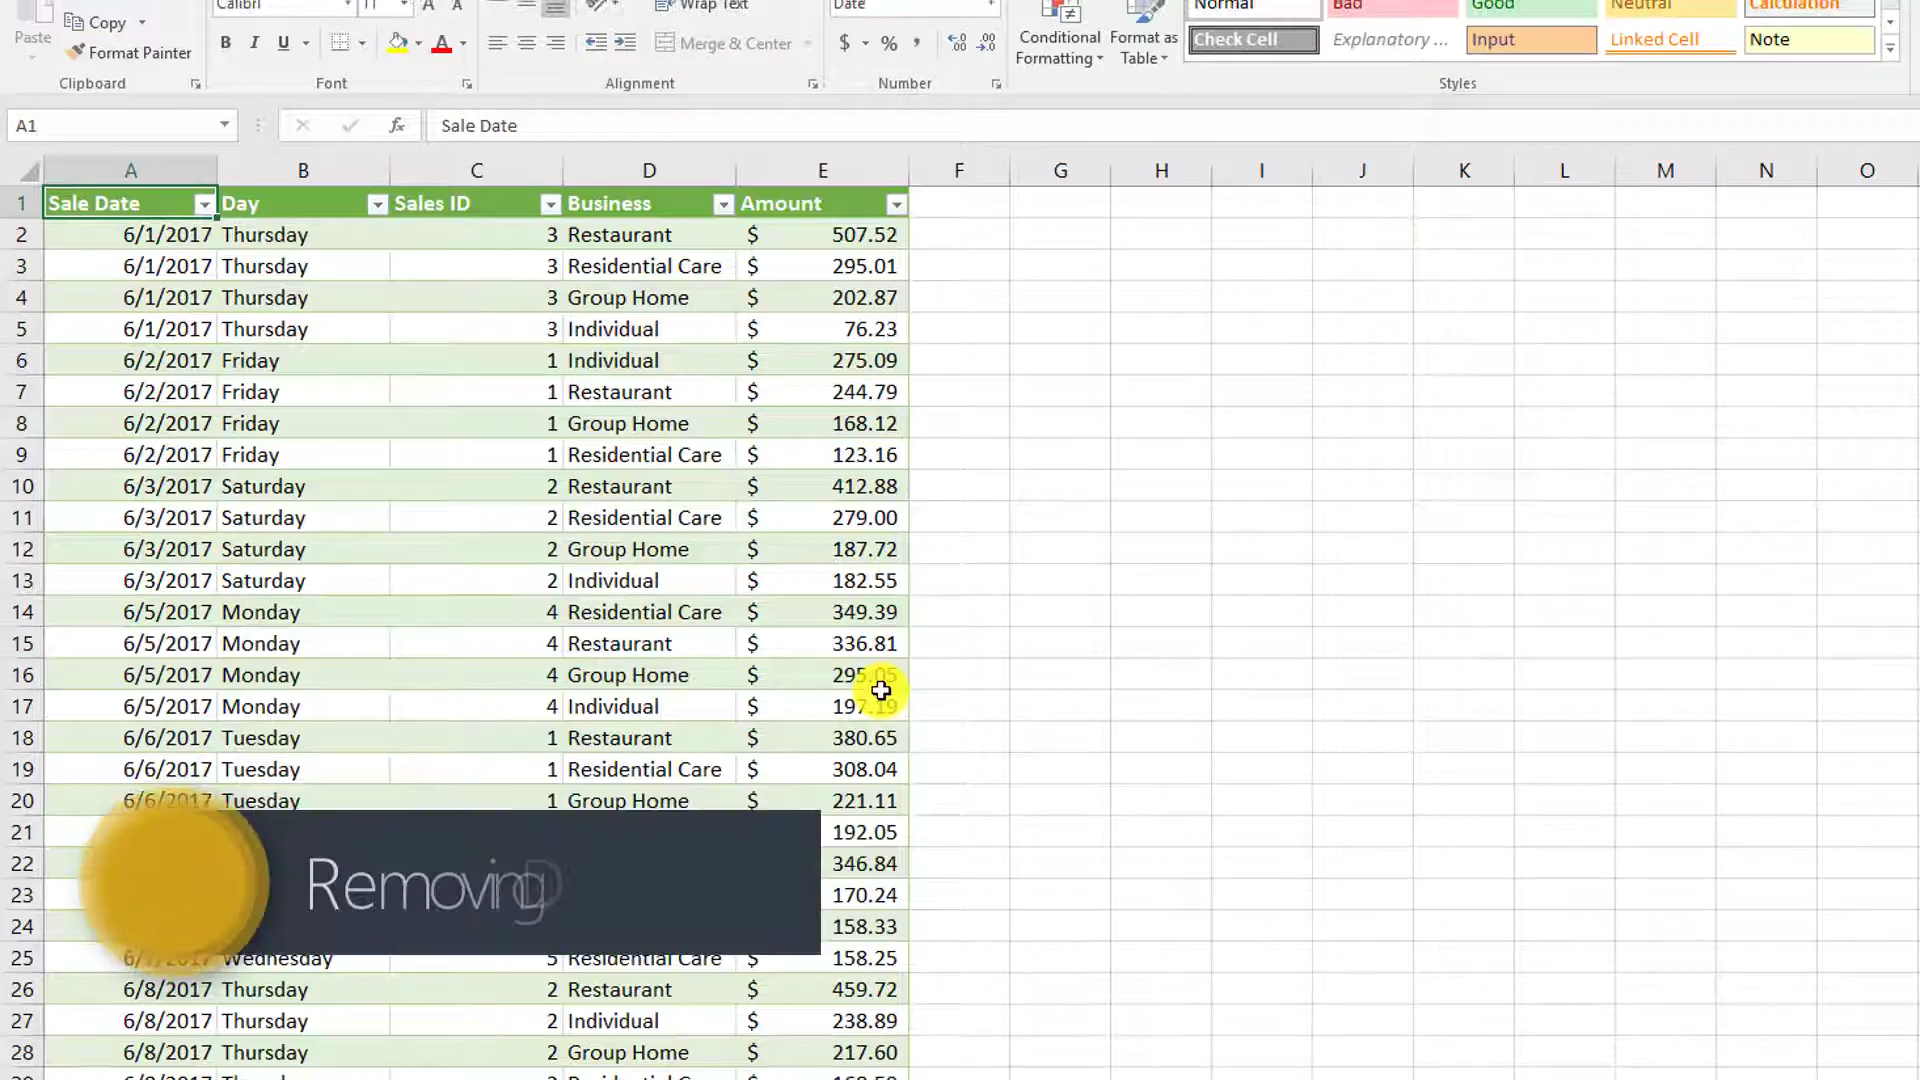 Calibri 11 A A Wrap Text Date Normal Bad Good Neutral Calculation
Copy
Paste B I U A Merge & Center $ % , Conditional Format as Check Cell Explanatory ... Input Linked Cell Note
Format Painter Formatting Table
Clipboard Font Alignment Number Styles
A1 fx Sale Date
A B C D E F G H I J K L M N O
1 Sale Date Day Sales ID Business Amount
2 6/1/2017 Thursday 3 Restaurant $ 507.52
3 6/1/2017 Thursday 3 Residential Care $ 295.01
4 6/1/2017 Thursday 3 Group Home $ 202.87
5 6/1/2017 Thursday 3 Individual $ 76.23
6 6/2/2017 Friday 1 Individual $ 275.09
7 6/2/2017 Friday 1 Restaurant $ 244.79
8 6/2/2017 Friday 1 Group Home $ 168.12
9 6/2/2017 Friday 1 Residential Care $ 123.16
10 6/3/2017 Saturday 2 Restaurant $ 412.88
11 6/3/2017 Saturday 2 Residential Care $ 279.00
12 6/3/2017 Saturday 2 Group Home $ 187.72
13 6/3/2017 Saturday 2 Individual $ 182.55
14 6/5/2017 Monday 4 Residential Care $ 349.39
15 6/5/2017 Monday 4 Restaurant $ 336.81
16 6/5/2017 Monday 4 Group Home $ 295.05
17 6/5/2017 Monday 4 Individual $ 197.19
18 6/6/2017 Tuesday 1 Restaurant $ 380.65
19 6/6/2017 Tuesday 1 Residential Care $ 308.04
20 6/6/2017 Tuesday 1 Group Home $ 221.11
21 192.05
22 346.84
Removing
23 170.24
24 158.33
25 6/7/2017 Wednesday 5 Residential Care $ 158.25
26 6/8/2017 Thursday 2 Restaurant $ 459.72
27 6/8/2017 Thursday 2 Individual $ 238.89
28 6/8/2017 Thursday 2 Group Home $ 217.60